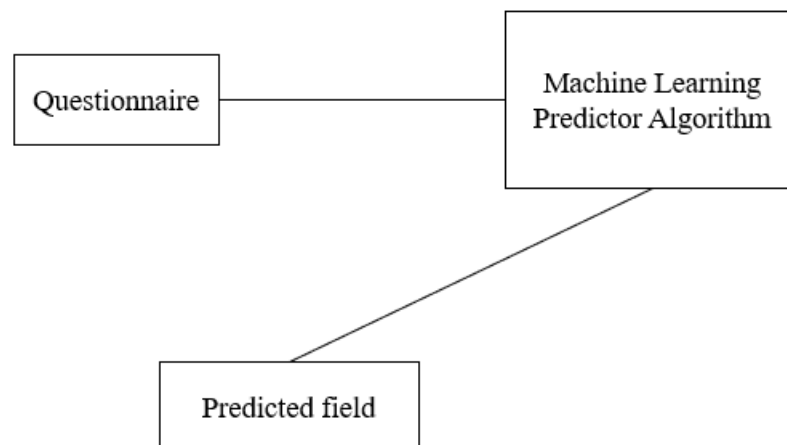 Questionnaire
Machine Learning
Predictor Algorithm
Predicted field